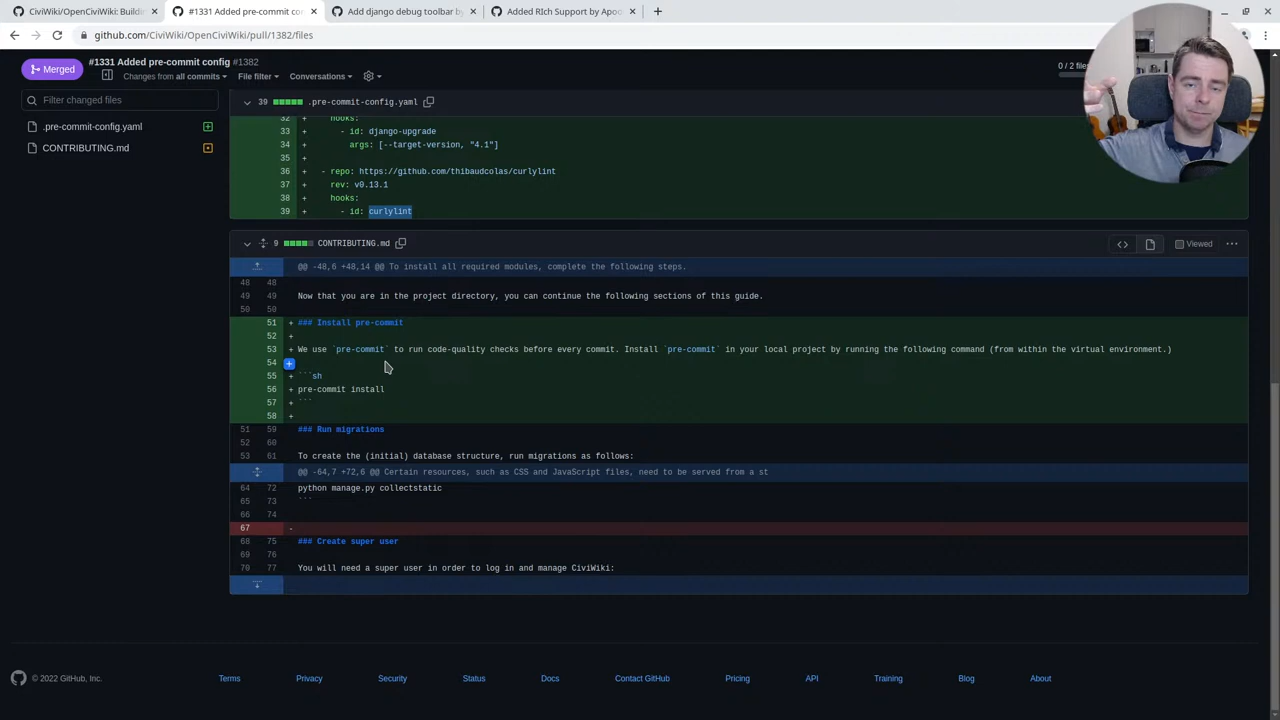 CiviWiki/OpenCiviWiki: Buildin
#1331 Added pre-commit con
Add django debug toolbar by
Added RIch Support by Apoo
github.com/CiviWiki/OpenCiviWiki/pull/1382/files
Merged
#1331 Added pre-commit config #1382
Changes from all commits
File filter
Conversations
0 / 2 files
Filter changed files
.pre-commit-config.yaml
CONTRIBUTING.md
39 .pre-commit-config.yaml
32 + hooks:
33 + - id: django-upgrade
34 + args: [--target-version, "4.1"]
35 +
36 + - repo: https://github.com/thibaudcolas/curlylint
37 + rev: v0.13.1
38 + hooks:
39 + - id: curlylint
9 CONTRIBUTING.md
Viewed
@@ -48,6 +48,14 @@ To install all required modules, complete the following steps.
48 48
49 49 Now that you are in the project directory, you can continue the following sections of this guide.
50 50
51 + ### Install pre-commit
52 +
53 + We use `pre-commit` to run code-quality checks before every commit. Install `pre-commit` in your local project by running the following command (from within the virtual environment.)
54
55 + ```sh
56 + pre-commit install
57 + ```
58 +
51 59 ### Run migrations
52 60
53 61 To create the (initial) database structure, run migrations as follows:
@@ -64,7 +72,6 @@ Certain resources, such as CSS and JavaScript files, need to be served from a st
64 72 python manage.py collectstatic
65 73 ```
66 74
67 -
68 75 ### Create super user
69 76
70 77 You will need a super user in order to log in and manage CiviWiki:
© 2022 GitHub, Inc.
Terms
Privacy
Security
Status
Docs
Contact GitHub
Pricing
API
Training
Blog
About